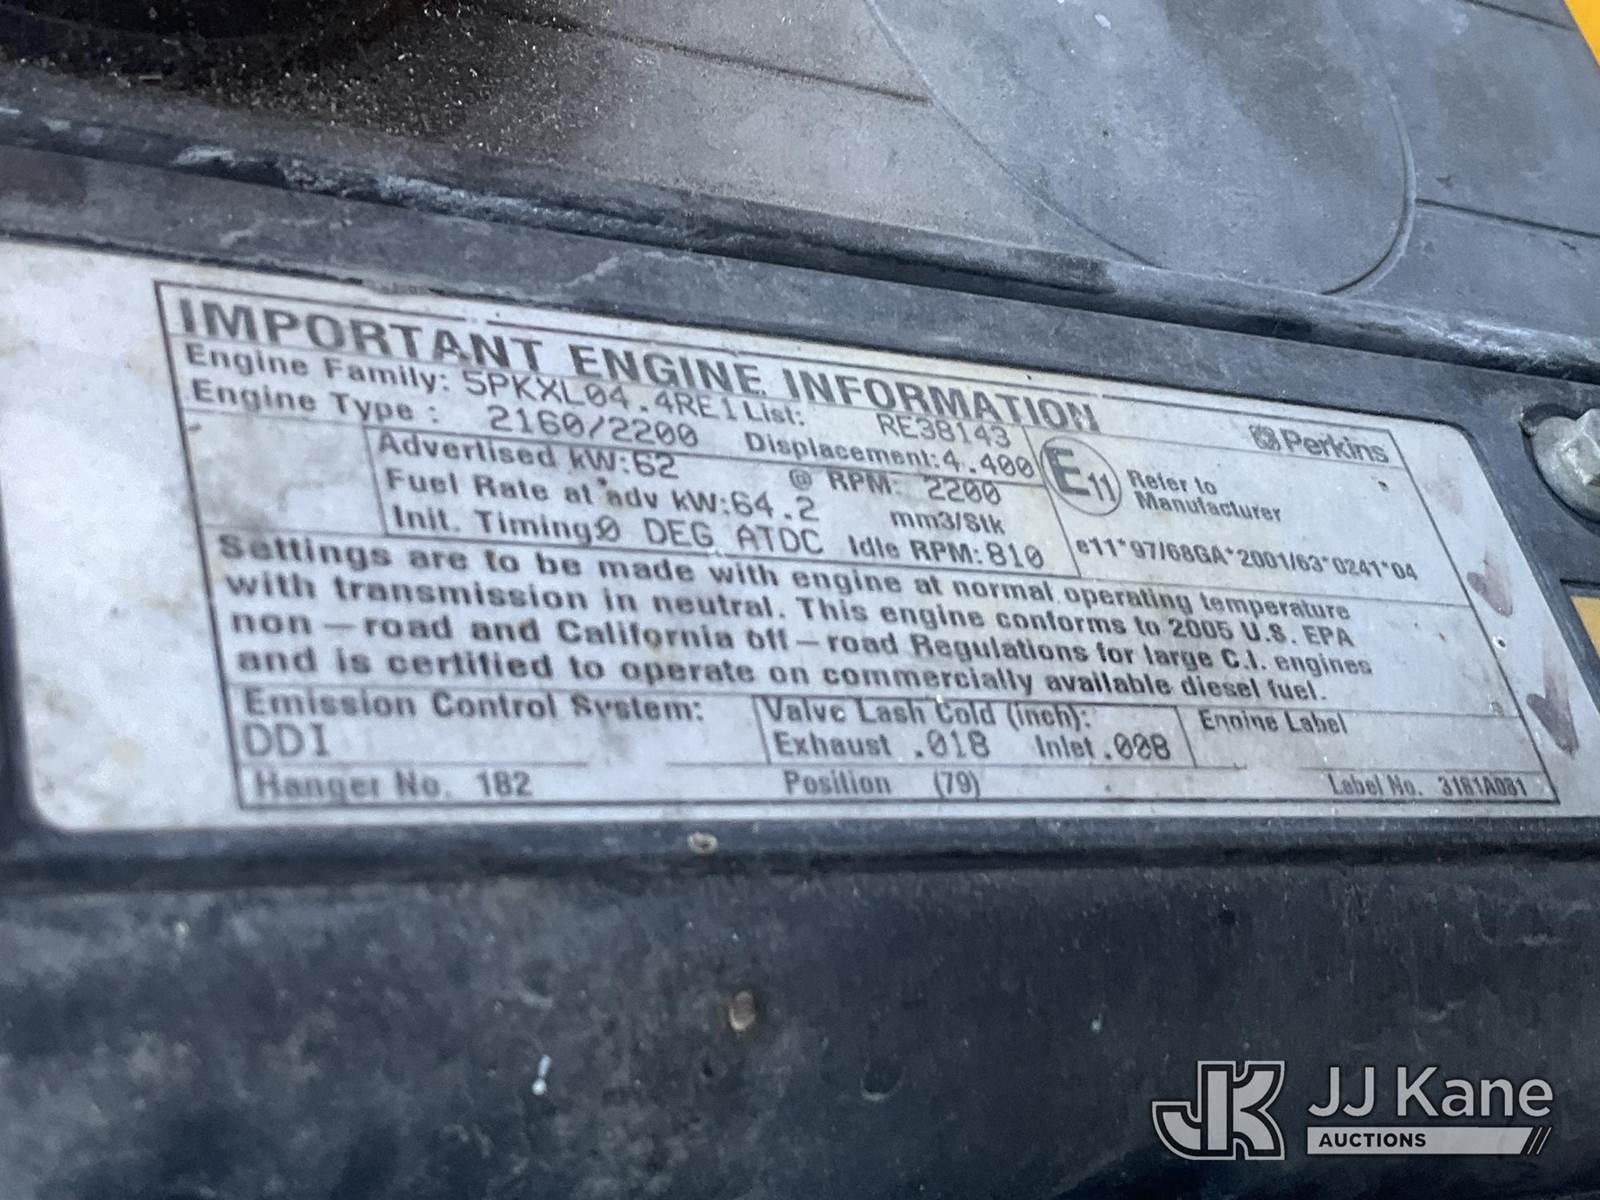 IMPORTANT ENGINE INFORMATION
Engine Family: 5PKXL04.4RE1 List: RE38143
Perkins
Engine Type : 2160/2200 Displacement:4.400
Advertised kW:62 @ RPM: 2200
Fuel Rate at adv kW:64.2 mm3/Stk
Init. Timing:0 DEG ATDC Idle RPM:810
E11 Refer to
Manufacturer
e11*97/68GA*2001/63*0241*04
Settings are to be made with engine at normal operating temperature
with transmission in neutral. This engine conforms to 2005 U.S. EPA
non-road and California off-road Regulations for large C.I. engines
and is certified to operate on commercially available diesel fuel.
Emission Control System:
DDI
Valve Lash Cold (inch):
Exhaust .018 Inlet .008
Engine Label
Hanger No. 182 Position (79) Label No. 3181A081
JK JJ Kane
AUCTIONS